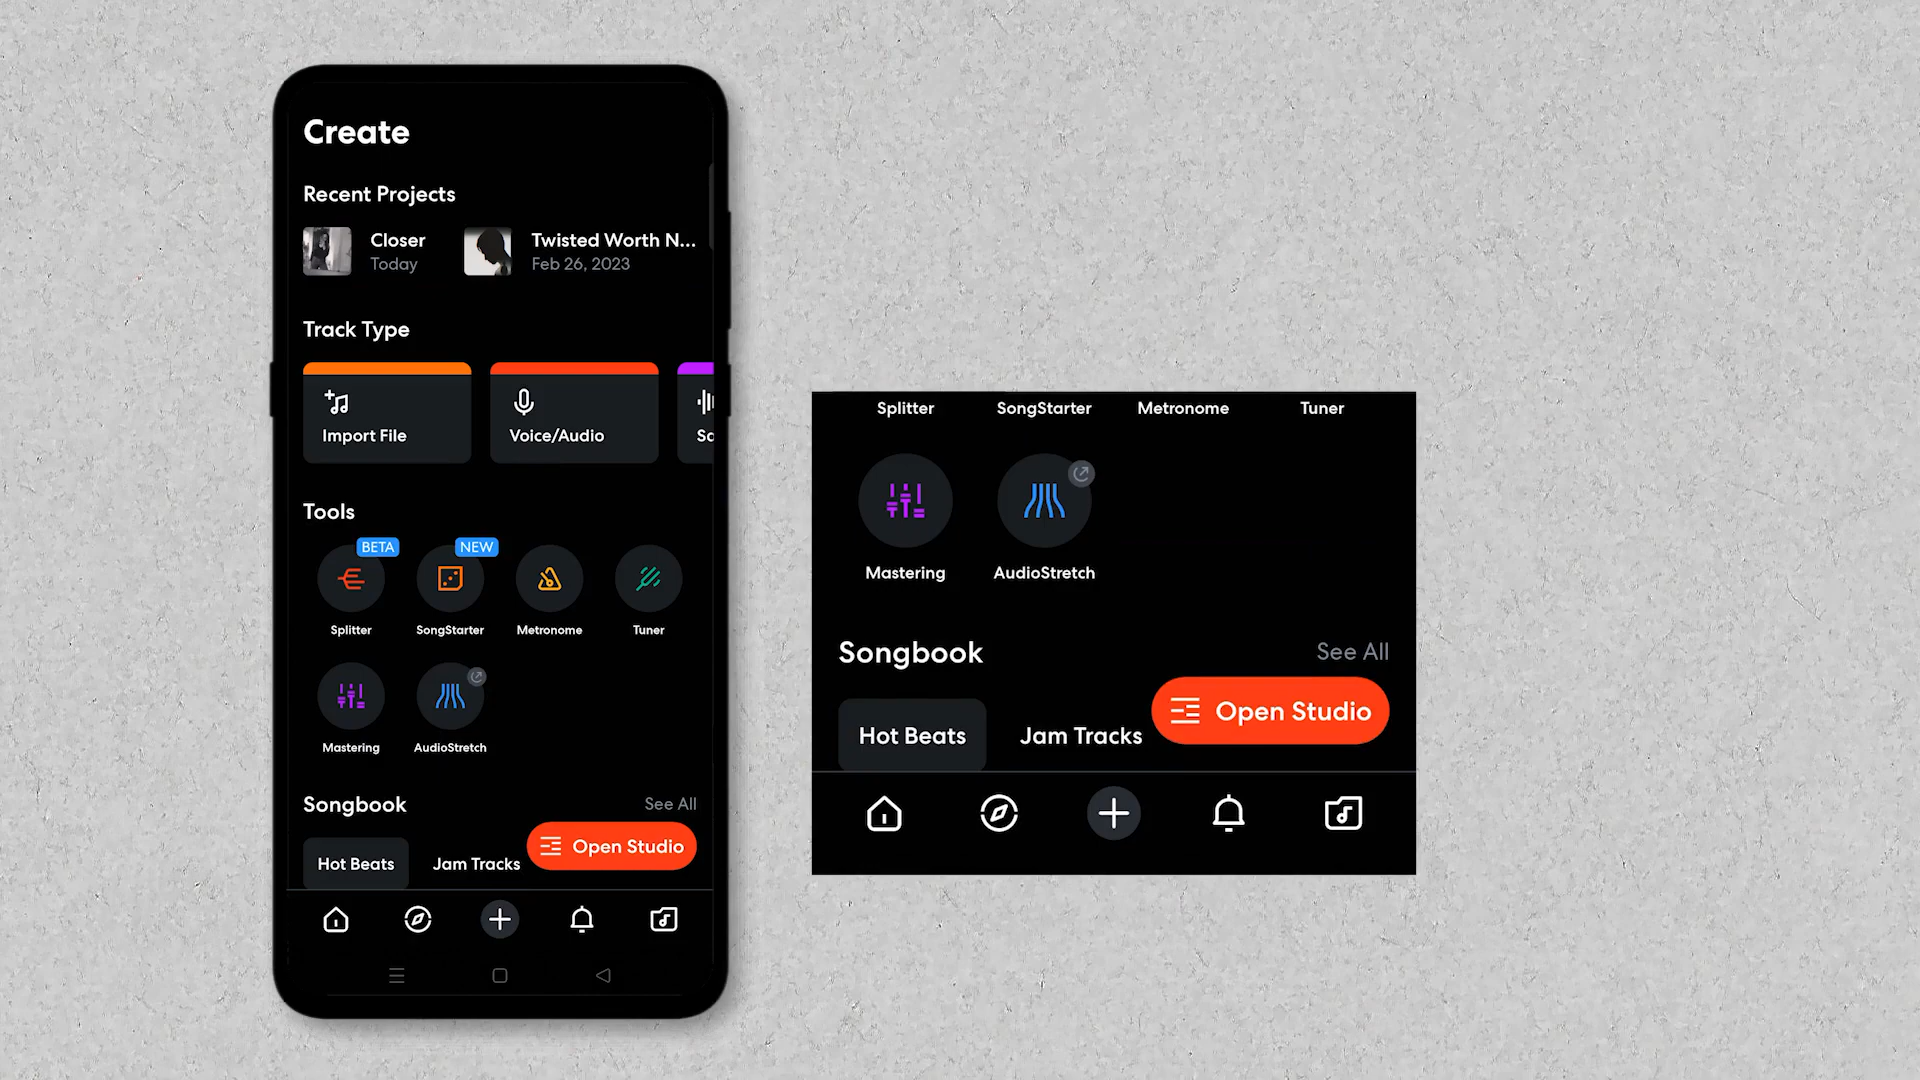 Create
Recent Projects
Closer
Today
Twisted Worth N...
Feb 26, 2023
Track Type
Import File
Voice/Audio
Sa
Tools
BETA
NEW
Splitter
SongStarter
Metronome
Tuner
Mastering
AudioStretch
Songbook
See All
Hot Beats
Jam Tracks
Open Studio
Splitter
SongStarter
Metronome
Tuner
Mastering
AudioStretch
Songbook
See All
Hot Beats
Jam Tracks
Open Studio